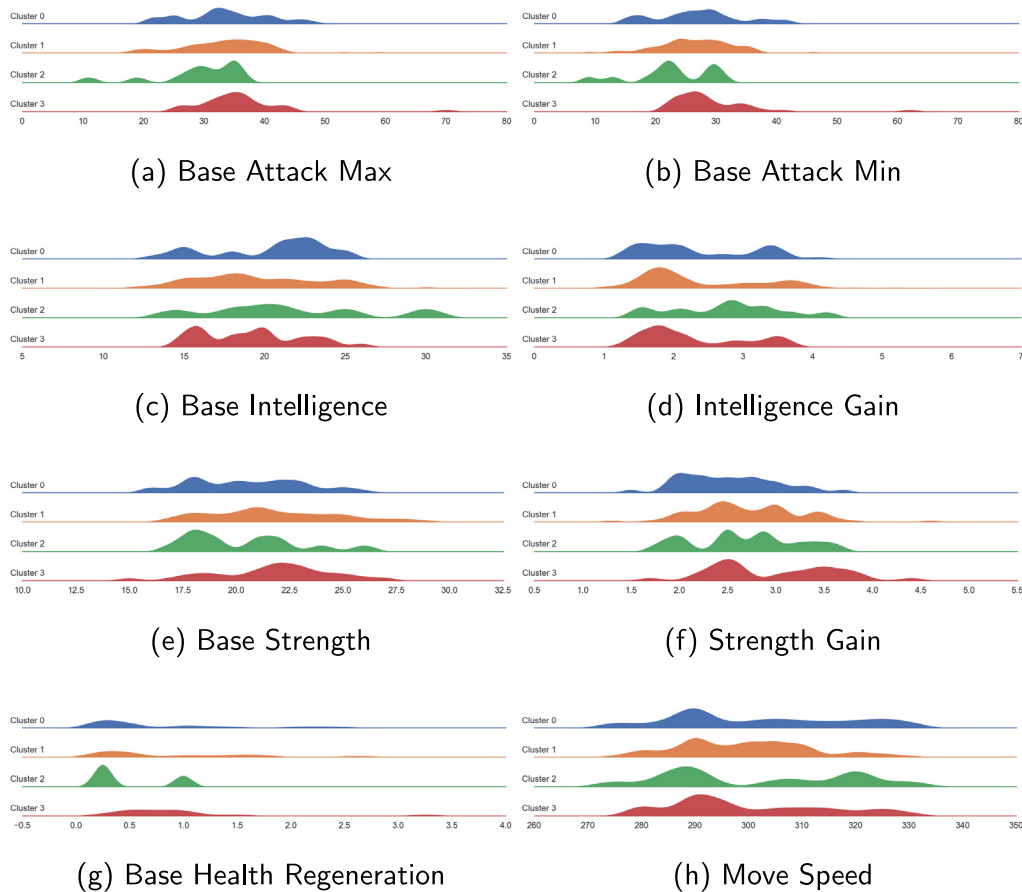 Cluster 0
Cluster 1
Cluster 2
Cluster 3
0 10 20 30 40 50 60 70 80
(a) Base Attack Max
Cluster 0
Cluster 1
Cluster 2
Cluster 3
0 10 20 30 40 50 60 70 80
(b) Base Attack Min
Cluster 0
Cluster 1
Cluster 2
Cluster 3
5 10 15 20 25 30 35
(c) Base Intelligence
Cluster 0
Cluster 1
Cluster 2
Cluster 3
0 1 2 3 4 5 6 7
(d) Intelligence Gain
Cluster 0
Cluster 1
Cluster 2
Cluster 3
10.0 12.5 15.0 17.5 20.0 22.5 25.0 27.5 30.0 32.5
(e) Base Strength
Cluster 0
Cluster 1
Cluster 2
Cluster 3
0.5 1.0 1.5 2.0 2.5 3.0 3.5 4.0 4.5 5.0 5.5
(f) Strength Gain
Cluster 0
Cluster 1
Cluster 2
Cluster 3
−0.5 0.0 0.5 1.0 1.5 2.0 2.5 3.0 3.5 4.0
(g) Base Health Regeneration
Cluster 0
Cluster 1
Cluster 2
Cluster 3
260 270 280 290 300 310 320 330 340 350
(h) Move Speed